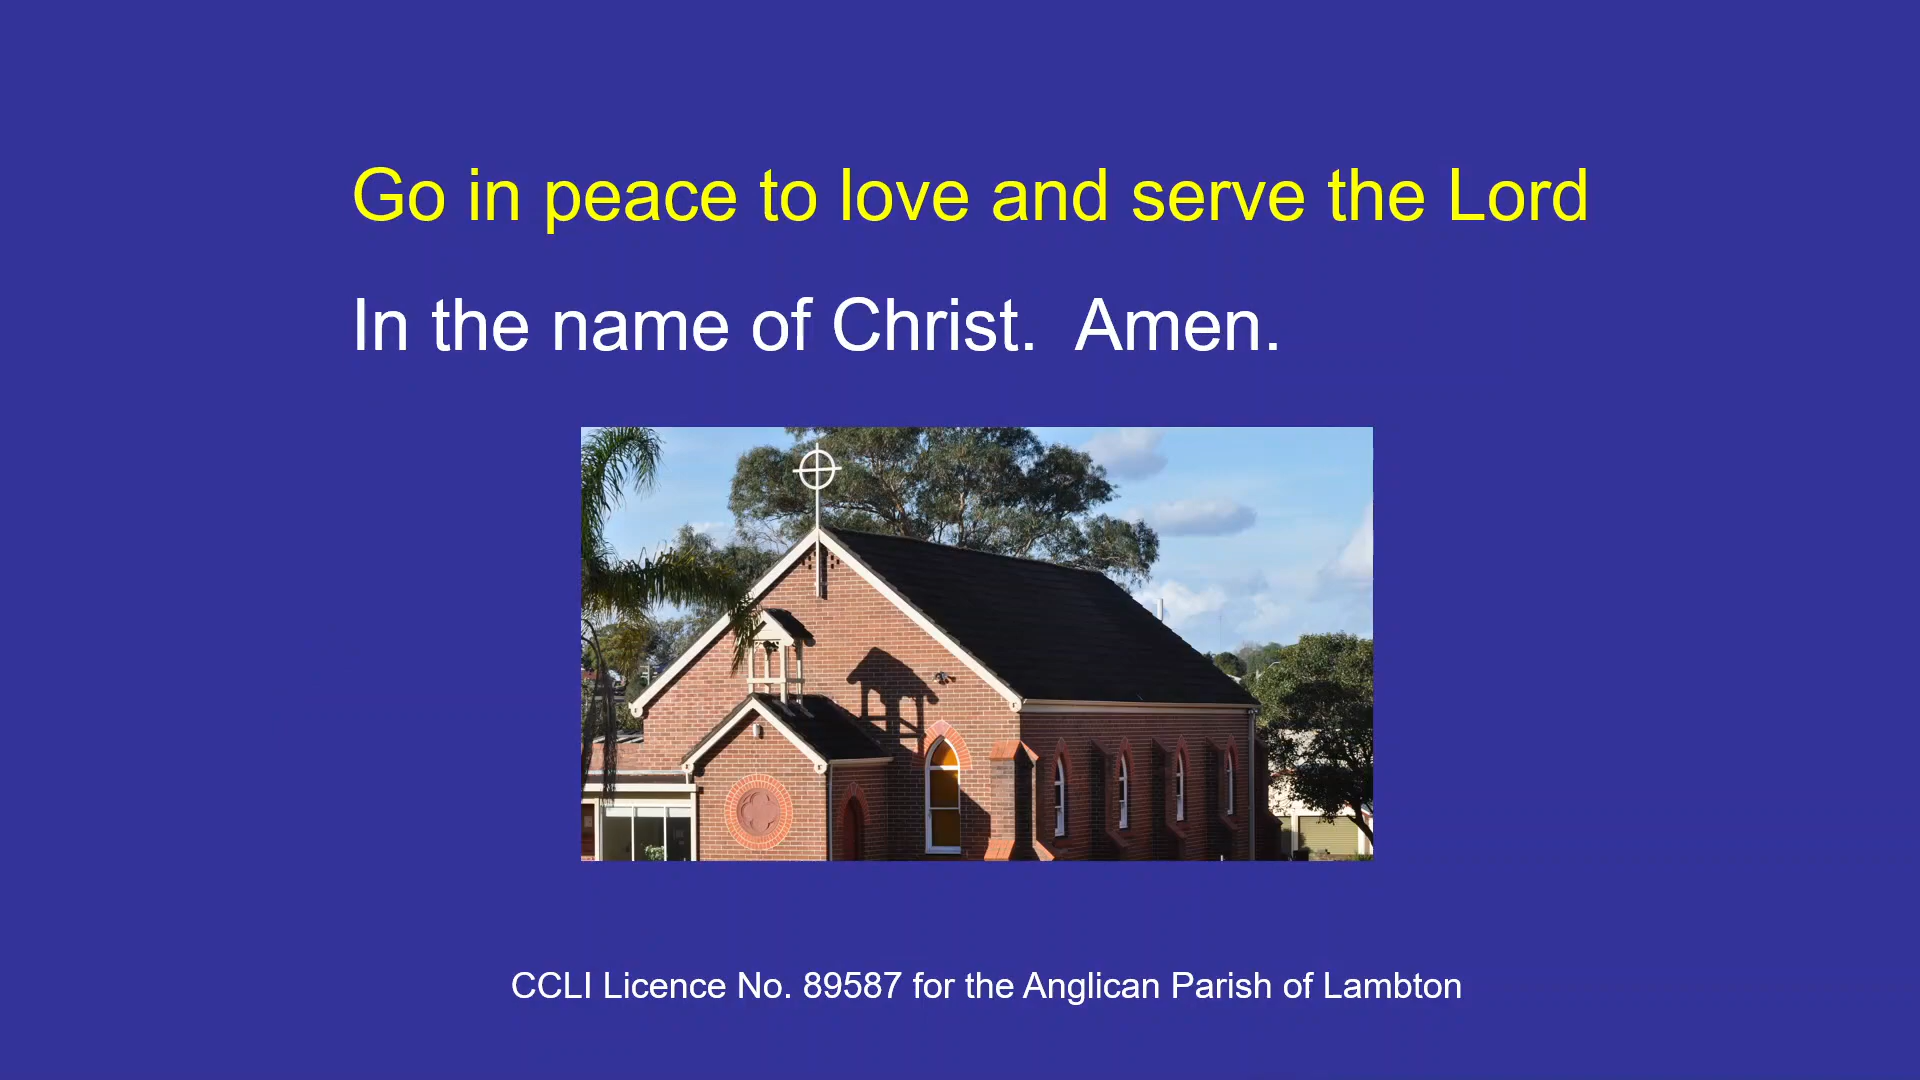 Go in peace to love and serve the Lord
In the name of Christ.  Amen.
CCLI Licence No. 89587 for the Anglican Parish of Lambton